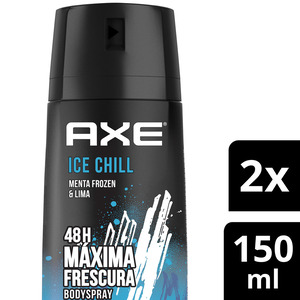 AXE
ICE CHILL
MENTA FROZEN
& LIMA
48H
MÁXIMA
FRESCURA
BODYSPRAY
2x
150
ml